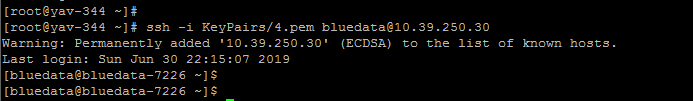 [root@yav-344 ~]#
[root@yav-344 ~]# ssh -i KeyPairs/4.pem bluedata@10.39.250.30
Warning: Permanently added '10.39.250.30' (ECDSA) to the list of known hosts.
Last login: Sun Jun 30 22:15:07 2019
[bluedata@bluedata-7226 ~]$
[bluedata@bluedata-7226 ~]$